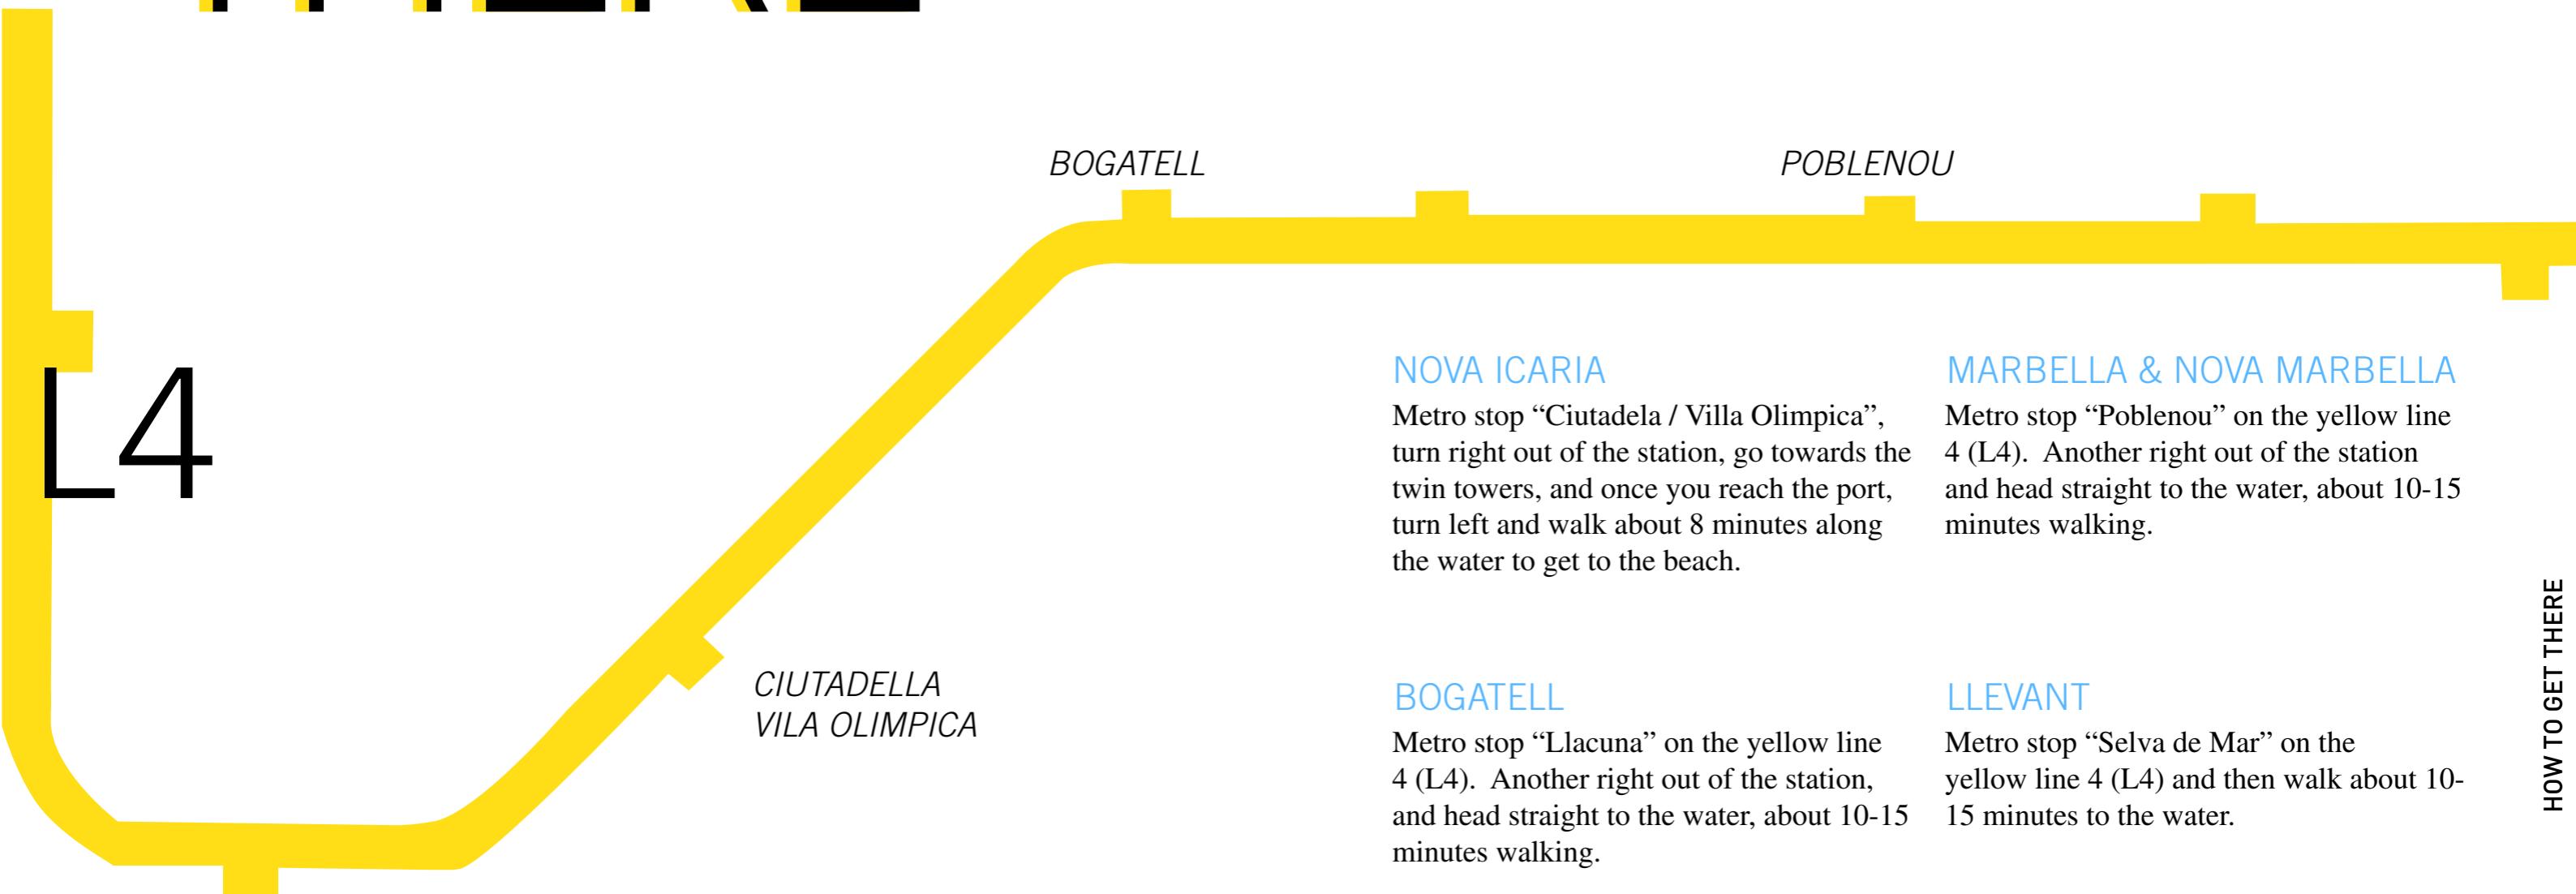 BOGATELL
POBLENOU
L4
CIUTADELLA
VILA OLIMPICA
NOVA ICARIA
Metro stop “Ciutadela / Villa Olimpica”,
turn right out of the station, go towards the
twin towers, and once you reach the port,
turn left and walk about 8 minutes along
the water to get to the beach.
MARBELLA & NOVA MARBELLA
Metro stop “Poblenou” on the yellow line
4 (L4).  Another right out of the station
and head straight to the water, about 10-15
minutes walking.
BOGATELL
Metro stop “Llacuna” on the yellow line
4 (L4).  Another right out of the station,
and head straight to the water, about 10-15
minutes walking.
LLEVANT
Metro stop “Selva de Mar” on the
yellow line 4 (L4) and then walk about 10-
15 minutes to the water.
HOW TO GET THERE